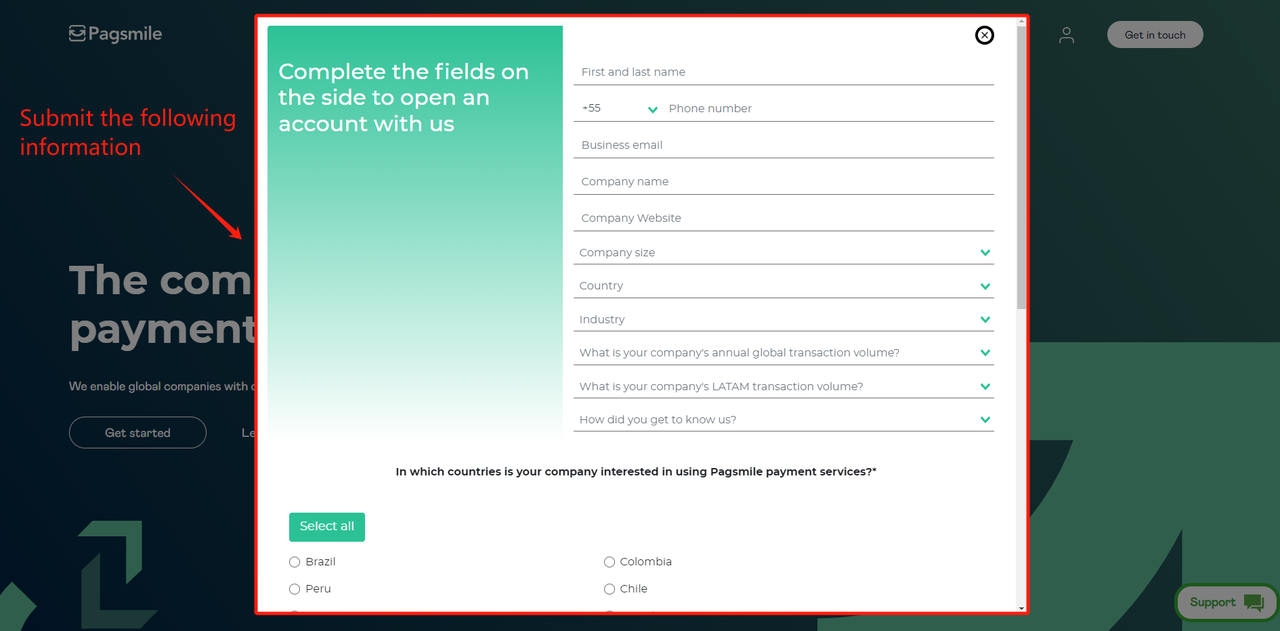 Pagsmile
Get in touch
Submit the following
information
The com
payment
We enable global companies with
Get started
Complete the fields on
the side to open an
account with us
First and last name
+55
Phone number
Business email
Company name
Company Website
Company size
Country
Industry
What is your company's annual global transaction volume?
What is your company's LATAM transaction volume?
How did you get to know us?
In which countries is your company interested in using Pagsmile payment services?*
Select all
Brazil
Colombia
Peru
Chile
Support